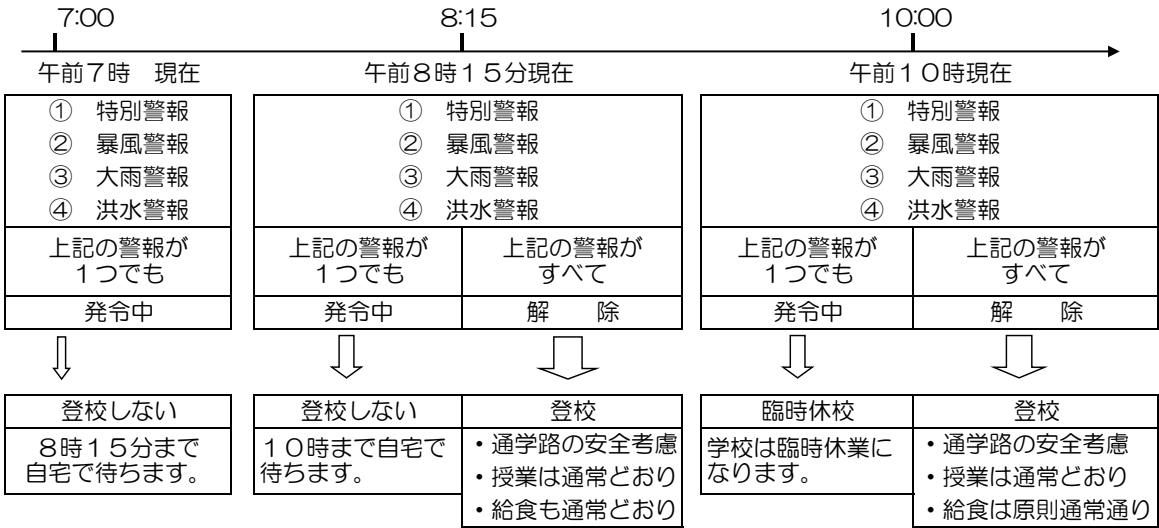 7:00
8:15
10:00
午前7時　現在
午前8時15分現在
午前10時現在
①　特別警報
②　暴風警報
③　大雨警報
④　洪水警報
上記の警報が
1つでも
発令中
登校しない
8時15分まで
自宅で待ちます。
①　特別警報
②　暴風警報
③　大雨警報
④　洪水警報
上記の警報が
1つでも
発令中
登校しない
10時まで自宅で
待ちます。
上記の警報が
すべて
解　　除
登校
・通学路の安全考慮
・授業は通常どおり
・給食も通常どおり
①　特別警報
②　暴風警報
③　大雨警報
④　洪水警報
上記の警報が
1つでも
発令中
臨時休校
学校は臨時休業に
なります。
上記の警報が
すべて
解　　除
登校
・通学路の安全考慮
・授業は通常どおり
・給食は原則通常通り